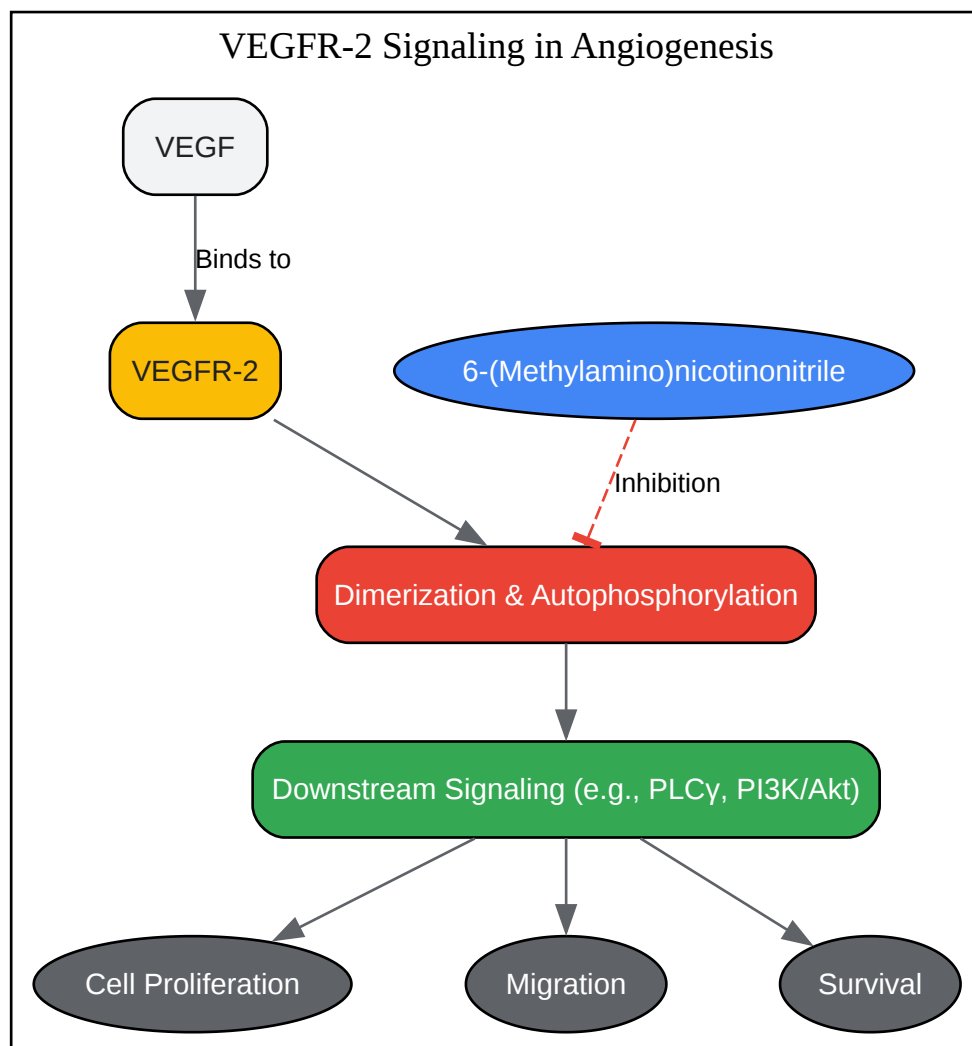 VEGFR-2 Signaling in Angiogenesis
VEGF
Binds to
VEGFR-2
6-(Methylamino)nicotinonitrile
Inhibition
Dimerization & Autophosphorylation
Downstream Signaling (e.g., PLCγ, PI3K/Akt)
Cell Proliferation
Migration
Survival